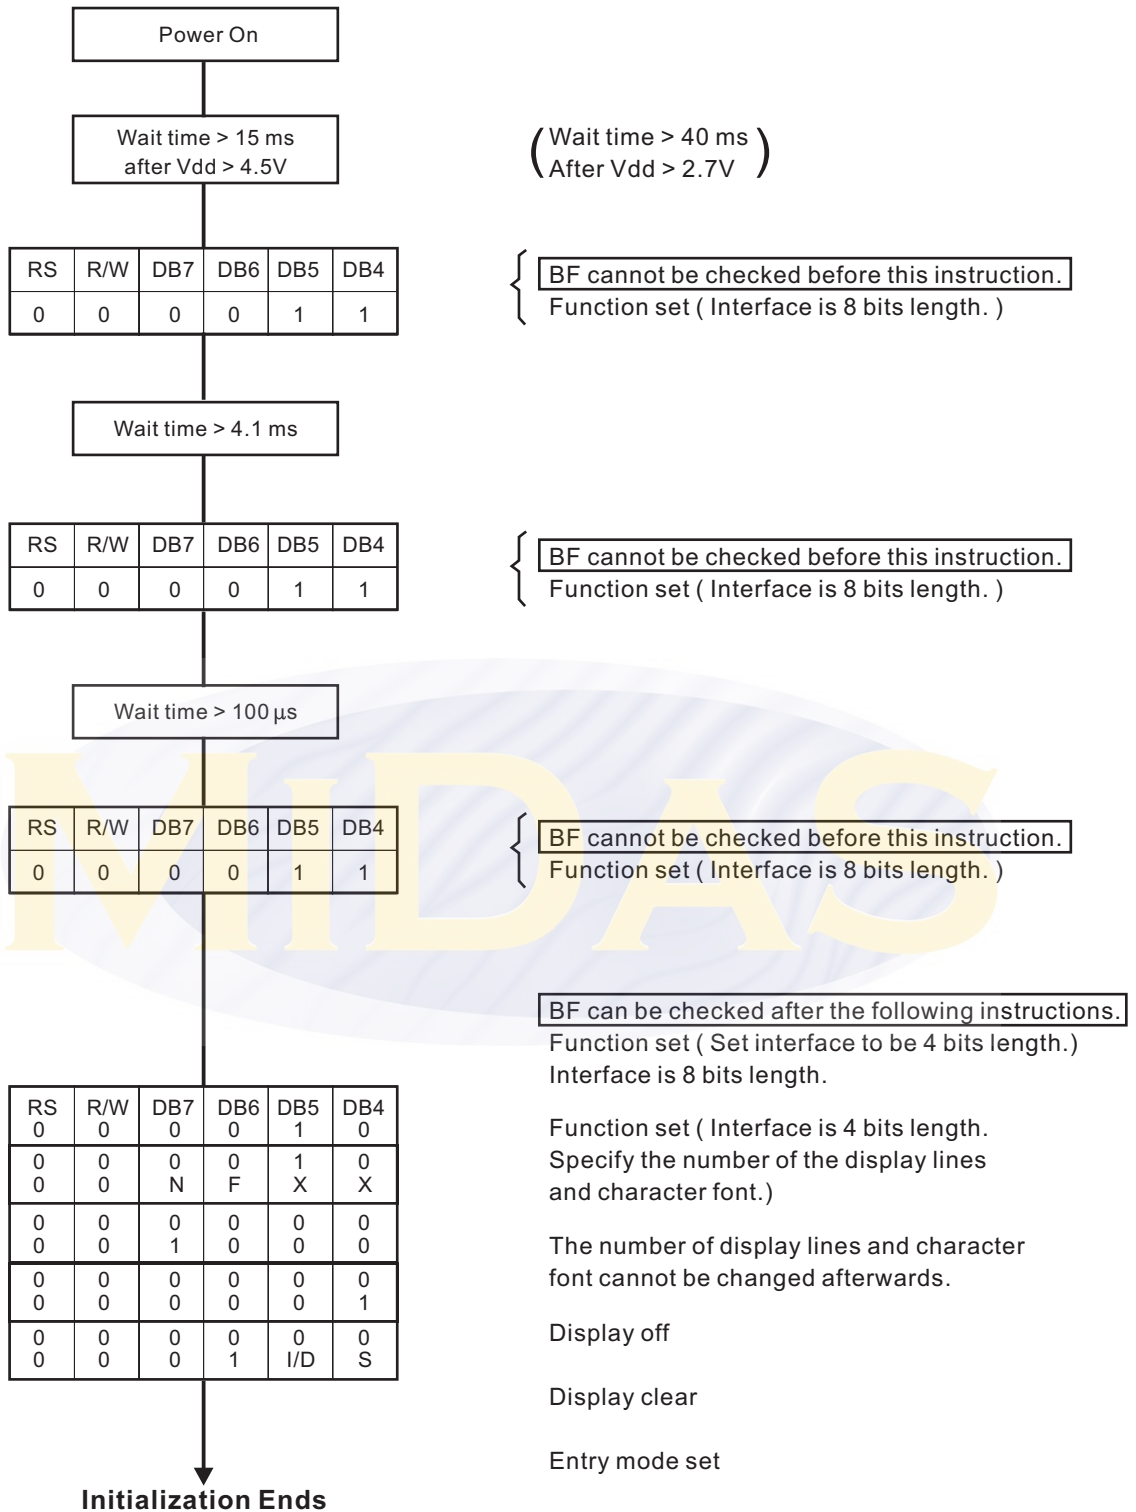 Power On
Wait time > 15 ms
after Vdd > 4.5V
(Wait time > 40 ms
After Vdd > 2.7V)
RS R/W DB7 DB6 DB5 DB4
0 0 0 0 1 1
BF cannot be checked before this instruction.
Function set ( Interface is 8 bits length. )
Wait time > 4.1 ms
RS R/W DB7 DB6 DB5 DB4
0 0 0 0 1 1
BF cannot be checked before this instruction.
Function set ( Interface is 8 bits length. )
Wait time > 100 µs
MIDAS
RS R/W DB7 DB6 DB5 DB4
0 0 0 0 1 1
BF cannot be checked before this instruction.
Function set ( Interface is 8 bits length. )
RS R/W DB7 DB6 DB5 DB4
0 0 0 0 1 0
0 0 0 0 1 0
0 0 N F X X
0 0 0 0 0 0
0 0 1 0 0 0
0 0 0 0 0 0
0 0 0 0 0 1
0 0 0 0 0 0
0 0 0 1 I/D S
BF can be checked after the following instructions.
Function set ( Set interface to be 4 bits length.)
Interface is 8 bits length.
Function set ( Interface is 4 bits length.
Specify the number of the display lines
and character font.)
The number of display lines and character
font cannot be changed afterwards.
Display off
Display clear
Entry mode set
Initialization Ends